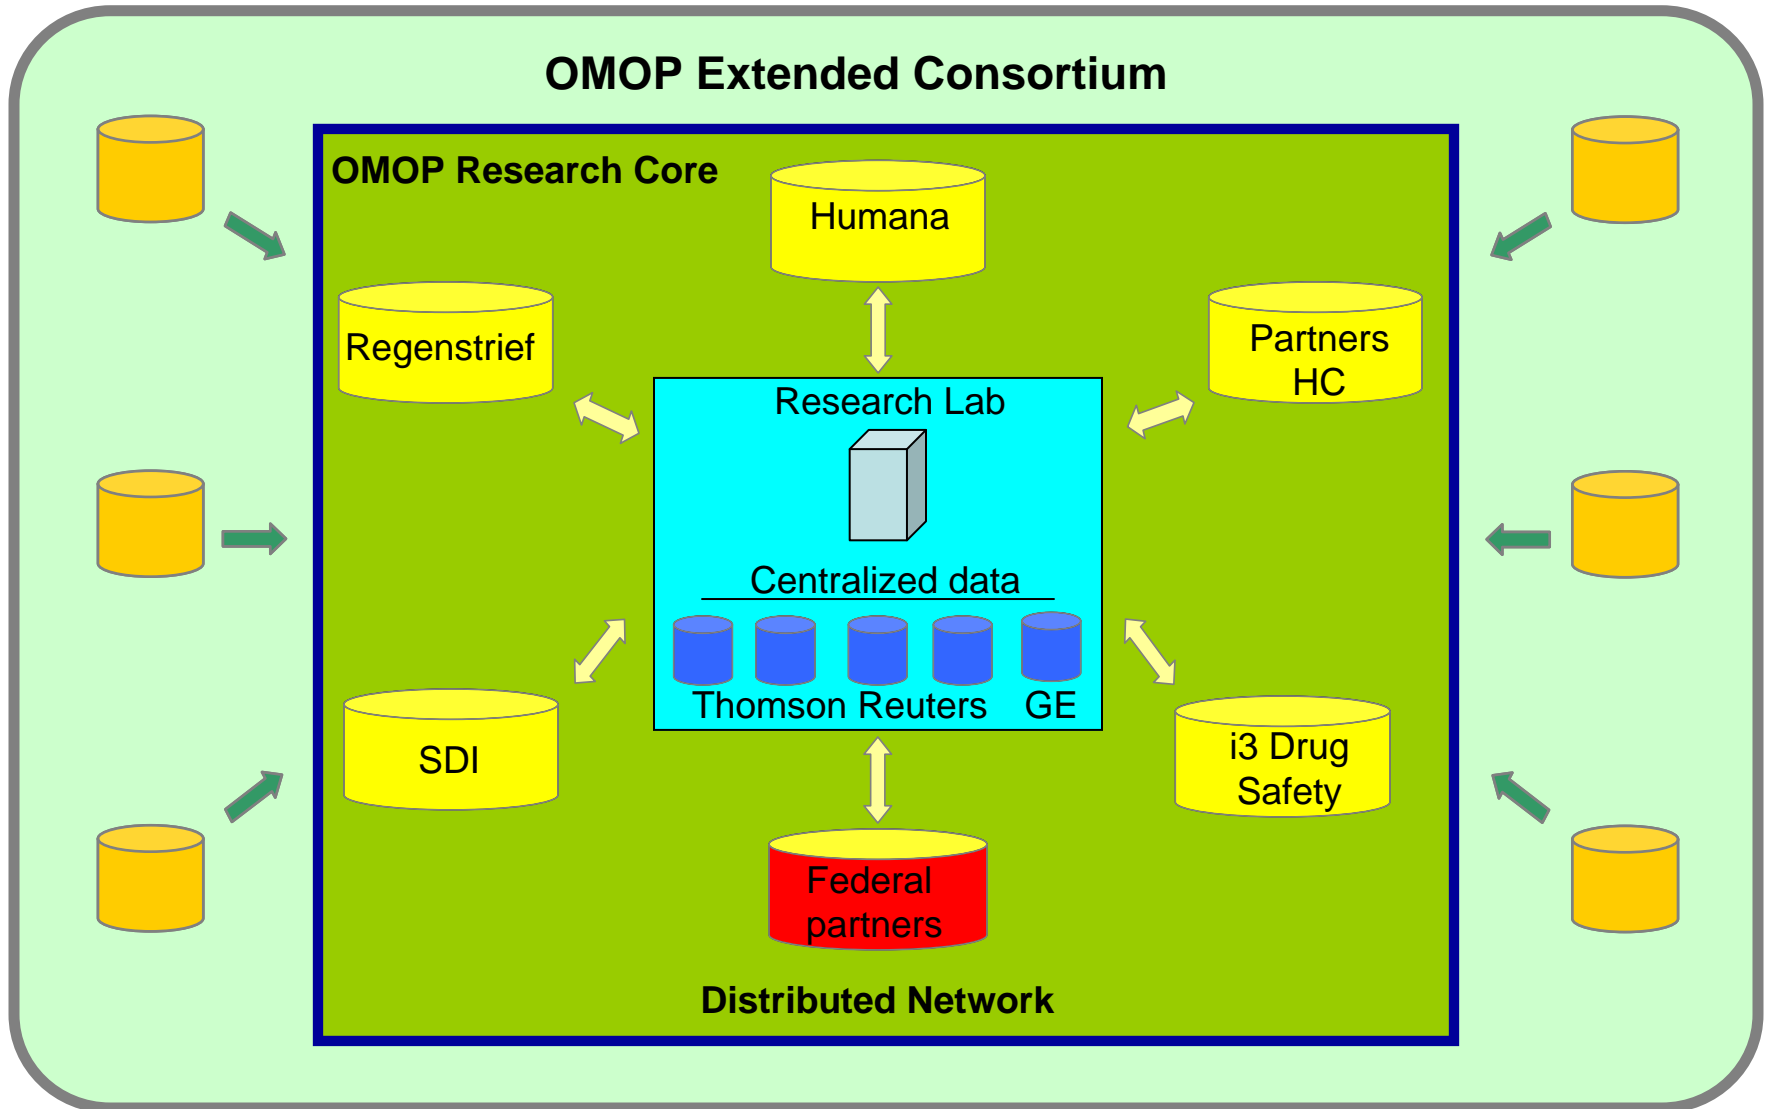 OMOP Extended Consortium
OMOP Research Core
Humana
Regenstrief
Partners
HC
Research Lab
Centralized data
Thomson Reuters GE
SDI
i3 Drug
Safety
Federal
partners
Distributed Network